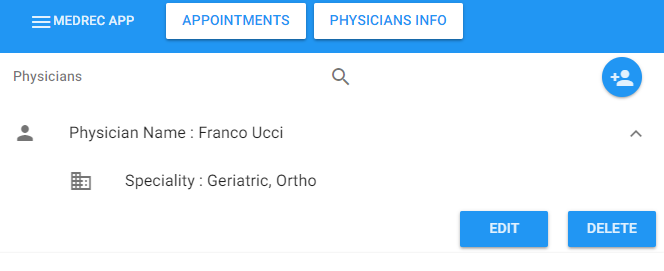 MEDREC APP APPOINTMENTS PHYSICIANS INFO
Physicians
Physician Name : Franco Ucci
Speciality : Geriatric, Ortho
EDIT DELETE